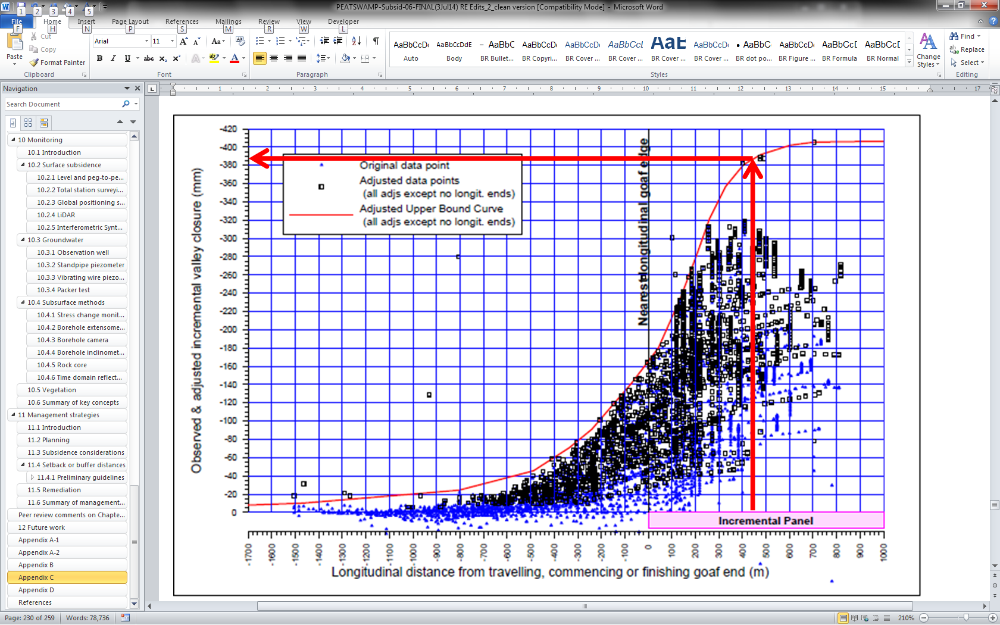 PEATSWAMP-Subsid-06-FINAL(3Jul14) RE Edits_2_clean version [Compatibility Mode] - Microsoft Word
1 2 3 4 5
File Home Insert Page Layout References Mailings Review View Developer
F H N P S M R W L
Paste
Cut
Copy
Format Painter
Clipboard
Arial 11
Font
Paragraph
AaBbCcDc AaBbCcDdE AaBbC AaBbCcDc AaBbCcDc AaBbCcL AaB AaBbCcDc AaBbC AaBbCcDc AaBbCcI AaBbCcD
Auto Body BR Bullet... BR Copyri... BR Cover ... BR Cover ... BR Cover ... BR Cover ... BR dot po... BR Figure ... BR Formula BR Normal
Styles
Change Styles
Find
Replace
Select
Editing
Navigation
Search Document
10 Monitoring
10.1 Introduction
10.2 Surface subsidence
10.2.1 Level and peg-to-pe...
10.2.2 Total station surveyi...
10.2.3 Global positioning s...
10.2.4 LiDAR
10.2.5 Interferometric Synt...
10.3 Groundwater
10.3.1 Observation well
10.3.2 Standpipe piezometer
10.3.3 Vibrating wire piezo...
10.3.4 Packer test
10.4 Subsurface methods
10.4.1 Stress change monit...
10.4.2 Borehole extensome...
10.4.3 Borehole camera
10.4.4 Borehole inclinomet...
10.4.5 Rock core
10.4.6 Time domain reflect...
10.5 Vegetation
10.6 Summary of key concepts
11 Management strategies
11.1 Introduction
11.2 Planning
11.3 Subsidence considerations
11.4 Setback or buffer distances
11.4.1 Preliminary guidelines
11.5 Remediation
11.6 Summary of management...
Peer review comments on Chapte...
12 Future work
Appendix A-1
Appendix A-2
Appendix B
Appendix C
Appendix D
References
1 2 3 4 5 6 7 8 9 10 11 12 13 14 15 17
Observed & adjusted incremental valley closure (mm)
-420
-400
-380
-360
-340
-320
-300
-280
-260
-240
-220
-200
-180
-160
-140
-120
-100
-80
-60
-40
-20
0
Original data point
Adjusted data points
(all adjs except no longit. ends)
Adjusted Upper Bound Curve
(all adjs except no longit. ends)
Nearest longitudinal goaf edge
Incremental Panel
-1700 -1600 -1500 -1400 -1300 -1200 -1100 -1000 -900 -800 -700 -600 -500 -400 -300 -200 -100 0 100 200 300 400 500 600 700 800 900 1000
Longitudinal distance from travelling, commencing or finishing goaf end (m)
Page: 230 of 259 Words: 78,736 210%